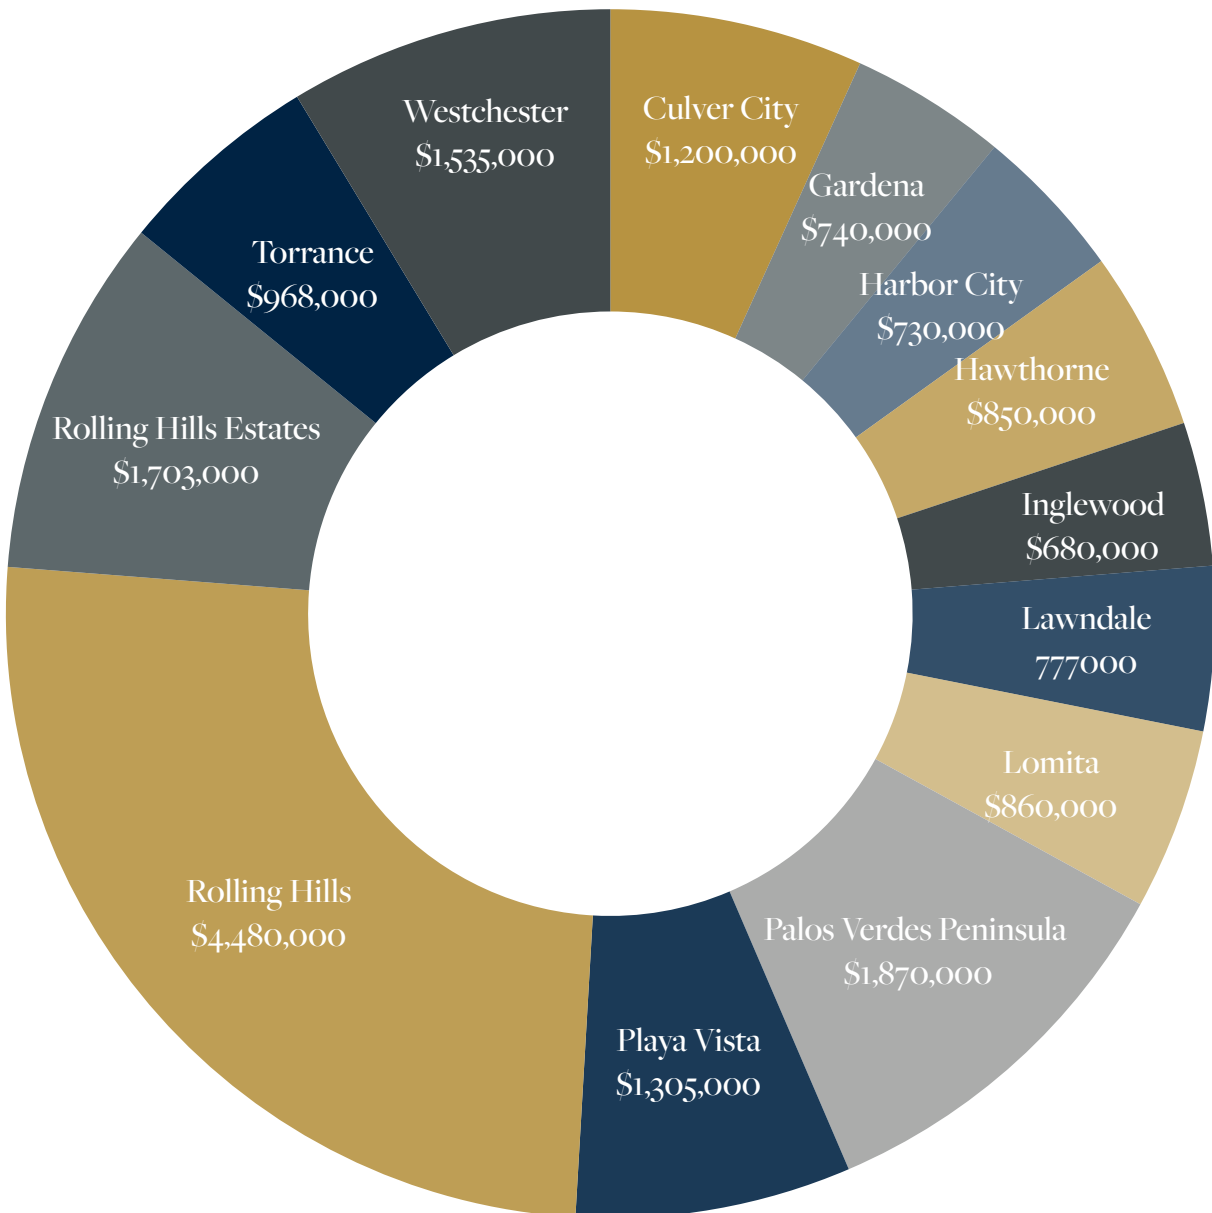 Westchester
$1,535,000
Culver City
$1,200,000
Gardena
$740,000
Harbor City
$730,000
Hawthorne
$850,000
Inglewood
$680,000
Lawndale
777000
Lomita
$860,000
Palos Verdes Peninsula
$1,870,000
Playa Vista
$1,305,000
Rolling Hills
$4,480,000
Rolling Hills Estates
$1,703,000
Torrance
$968,000